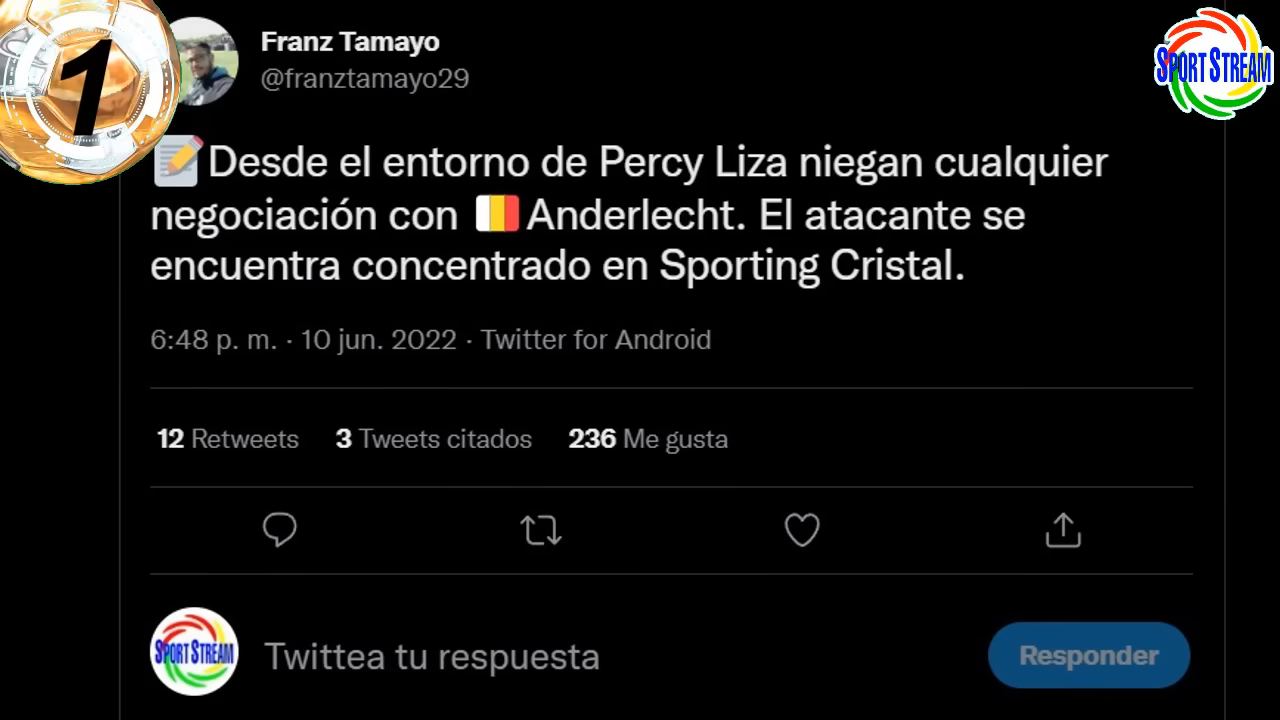 1
SPORT STREAM
Franz Tamayo
@franztamayo29
📝Desde el entorno de Percy Liza niegan cualquier
negociación con 🇧🇪Anderlecht. El atacante se
encuentra concentrado en Sporting Cristal.
6:48 p. m. · 10 jun. 2022 · Twitter for Android
12 Retweets 3 Tweets citados 236 Me gusta
SPORT STREAM
Twittea tu respuesta
Responder